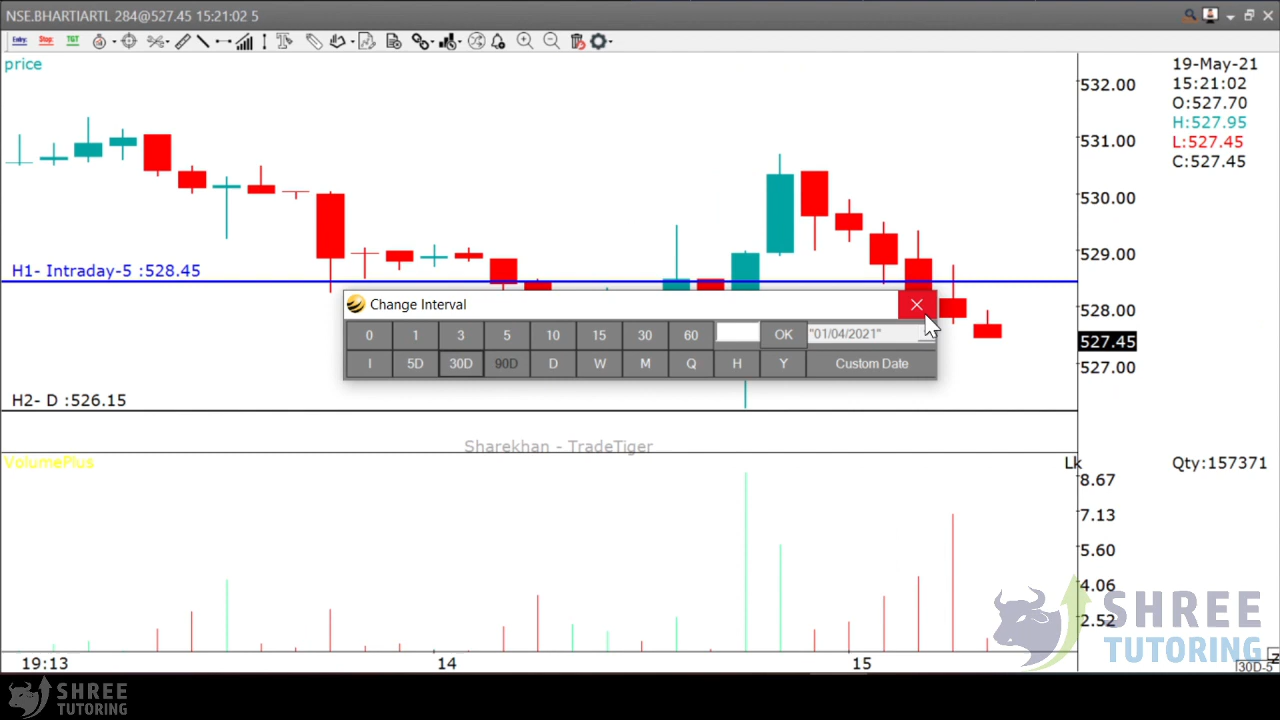 NSE.BHARTIARTL 284@527.45 15:21:02 5
Entry: Stop: TGT
price
532.00
531.00
530.00
529.00
528.00
527.45
527.00
19-May-21
15:21:02
O:527.70
H:527.95
L:527.45
C:527.45
H1- Intraday-5 :528.45
Change Interval
0 1 3 5 10 15 30 60 OK "01/04/2021"
I 5D 30D 90D D W M Q H Y Custom Date
H2- D :526.15
Sharekhan - TradeTiger
VolumePlus
Lk
Qty:157371
8.67
7.13
5.60
4.06
2.52
SHREE
TUTORING
19:13 14 15
30D-5
Z
SHREE
TUTORING